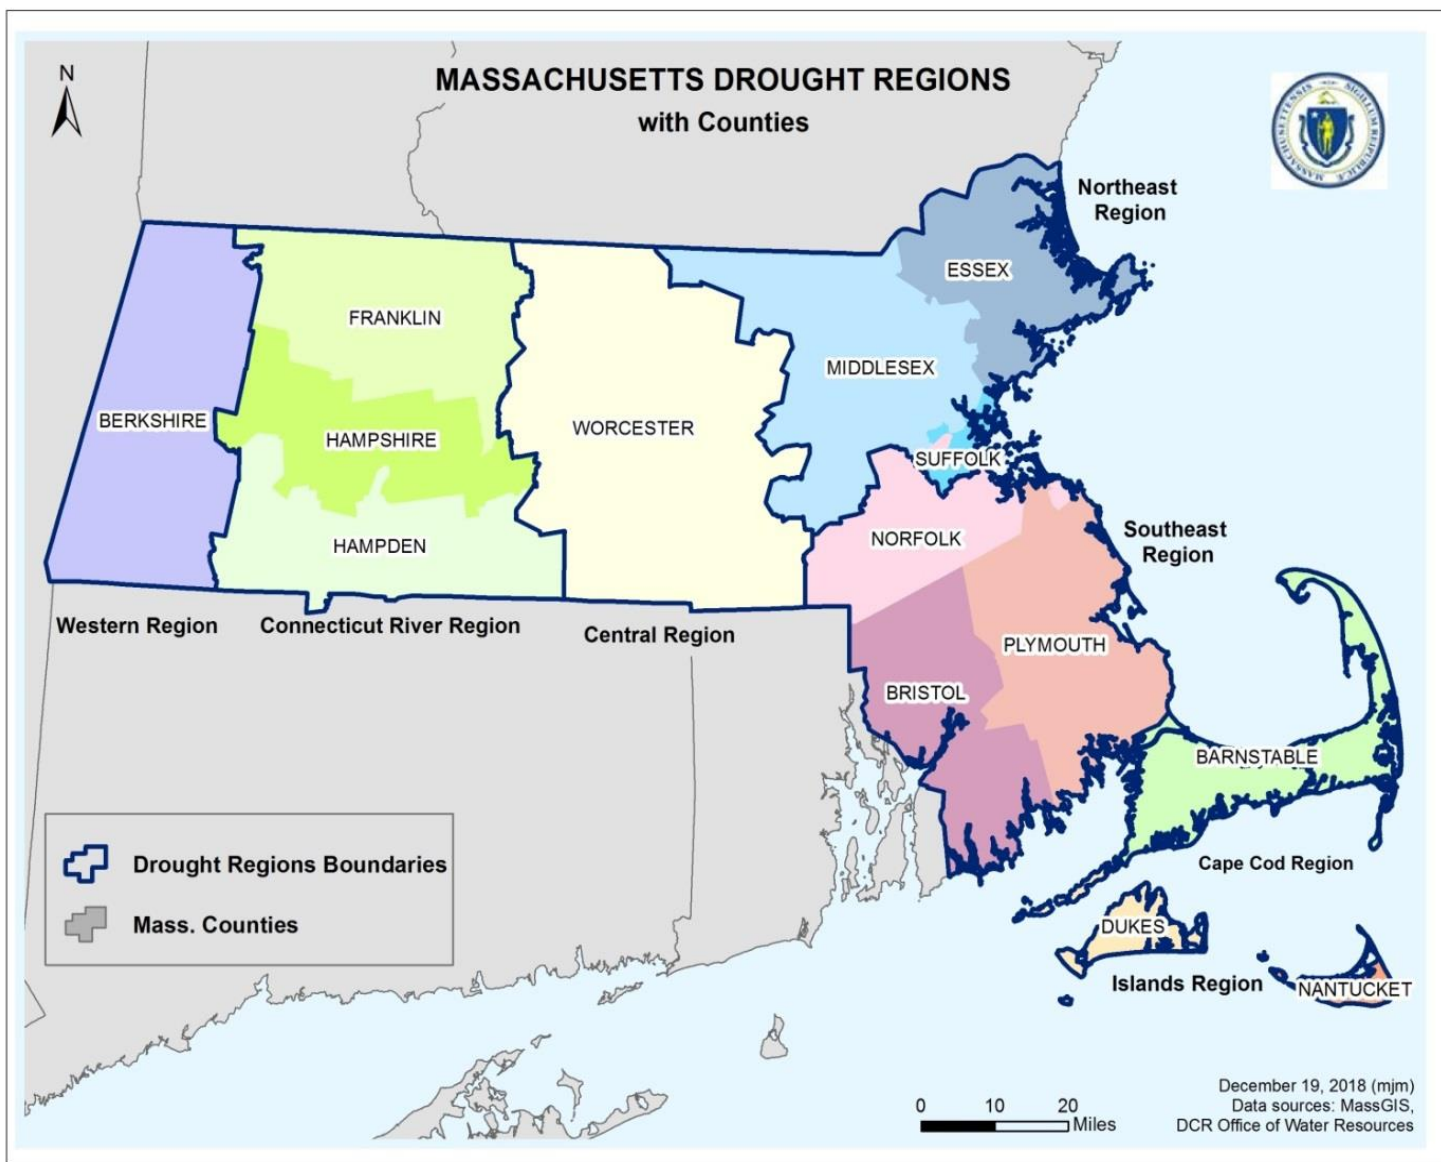 N
MASSACHUSETTS DROUGHT REGIONS
with Counties
Northeast
Region
ESSEX
FRANKLIN
MIDDLESEX
BERKSHIRE
HAMPSHIRE
WORCESTER
SUFFOLK
NORFOLK
HAMPDEN
Southeast
Region
Western Region
Connecticut River Region
Central Region
PLYMOUTH
BRISTOL
BARNSTABLE
Drought Regions Boundaries
Cape Cod Region
Mass. Counties
DUKES
Islands Region
NANTUCKET
December 19, 2018 (mjm)
Data sources: MassGIS,
DCR Office of Water Resources
0 10 20
Miles